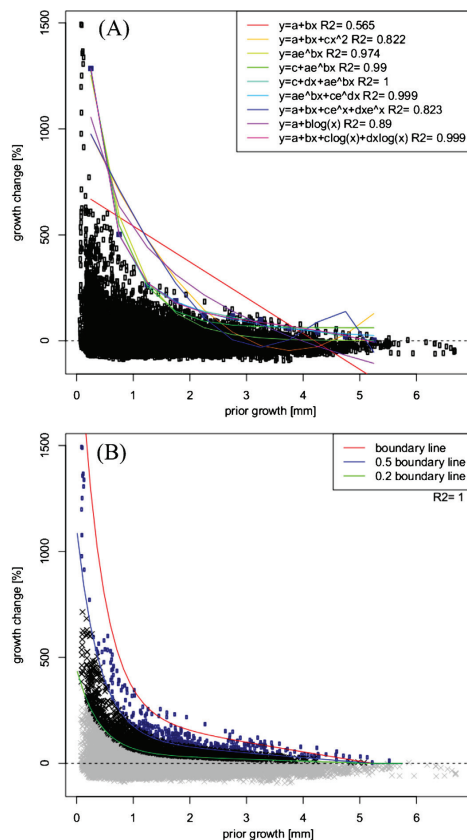 (A)
y=a+bx R2= 0.565
y=a+bx+cx^2 R2= 0.822
y=ae^bx R2= 0.974
y=c+ae^bx R2= 0.99
y=c+dx+ae^bx R2= 1
y=ae^bx+ce^dx R2= 0.999
y=a+bx+ce^x+dxe^x R2= 0.823
y=a+blog(x) R2= 0.89
y=a+bx+clog(x)+dxlog(x) R2= 0.999
growth change [%]
1500
1000
500
0
0 1 2 3 4 5 6
prior growth [mm]
(B)
boundary line
0.5 boundary line
0.2 boundary line
R2= 1
growth change [%]
1500
1000
500
0
0 1 2 3 4 5 6
prior growth [mm]